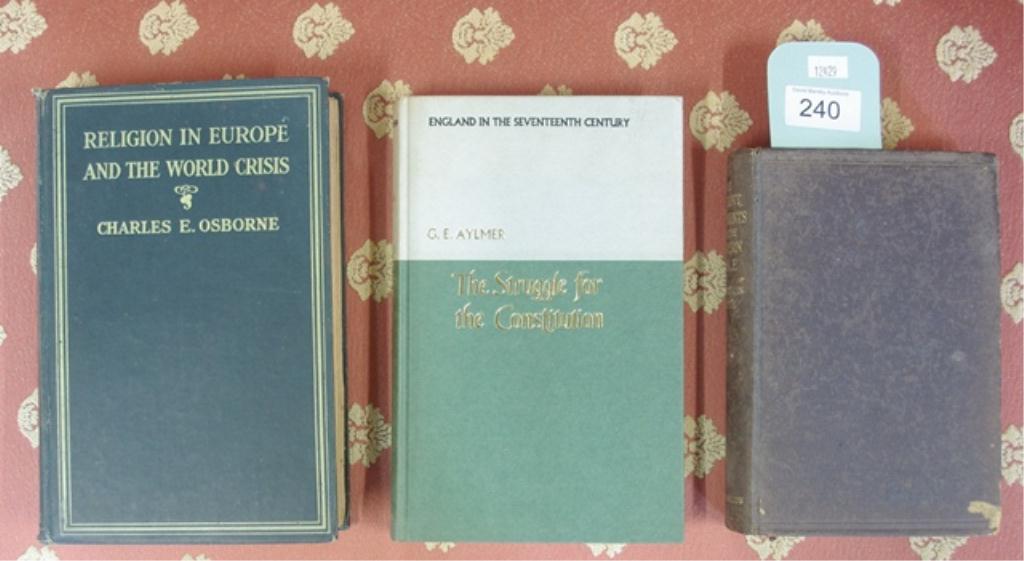 RELIGION IN EUROPE
AND THE WORLD CRISIS
CHARLES E. OSBORNE
ENGLAND IN THE SEVENTEENTH CENTURY
G. E. AYLMER
The Struggle for
the Constitution
12429
240